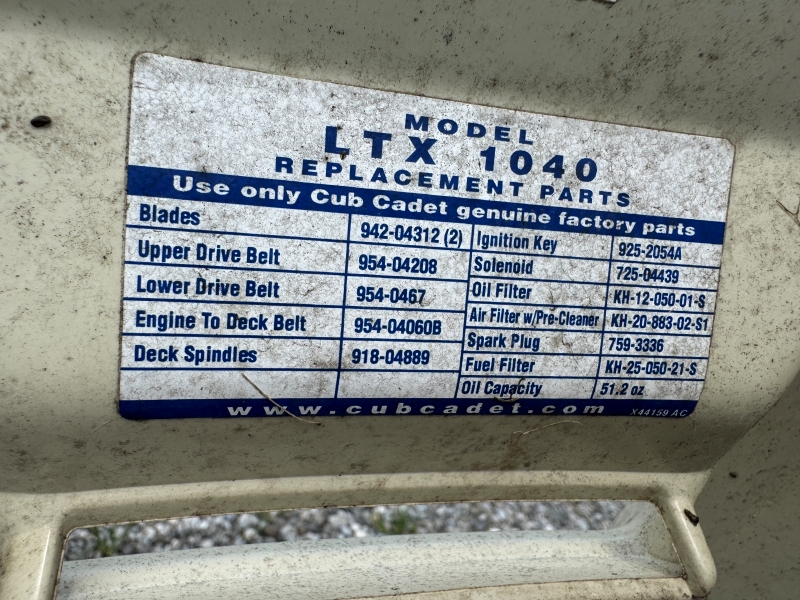 MODEL
LTX 1040
REPLACEMENT PARTS
Use only Cub Cadet genuine factory parts
Blades 942-04312 (2)
Upper Drive Belt 954-04208
Lower Drive Belt 954-0467
Engine To Deck Belt 954-04060B
Deck Spindles 918-04889
Ignition Key 925-2054A
Solenoid 725-04439
Oil Filter KH-12-050-01-S
Air Filter w/Pre-Cleaner KH-20-883-02-S1
Spark Plug 759-3336
Fuel Filter KH-25-050-21-S
Oil Capacity 51.2 oz
www.cubcadet.com X44159 AC